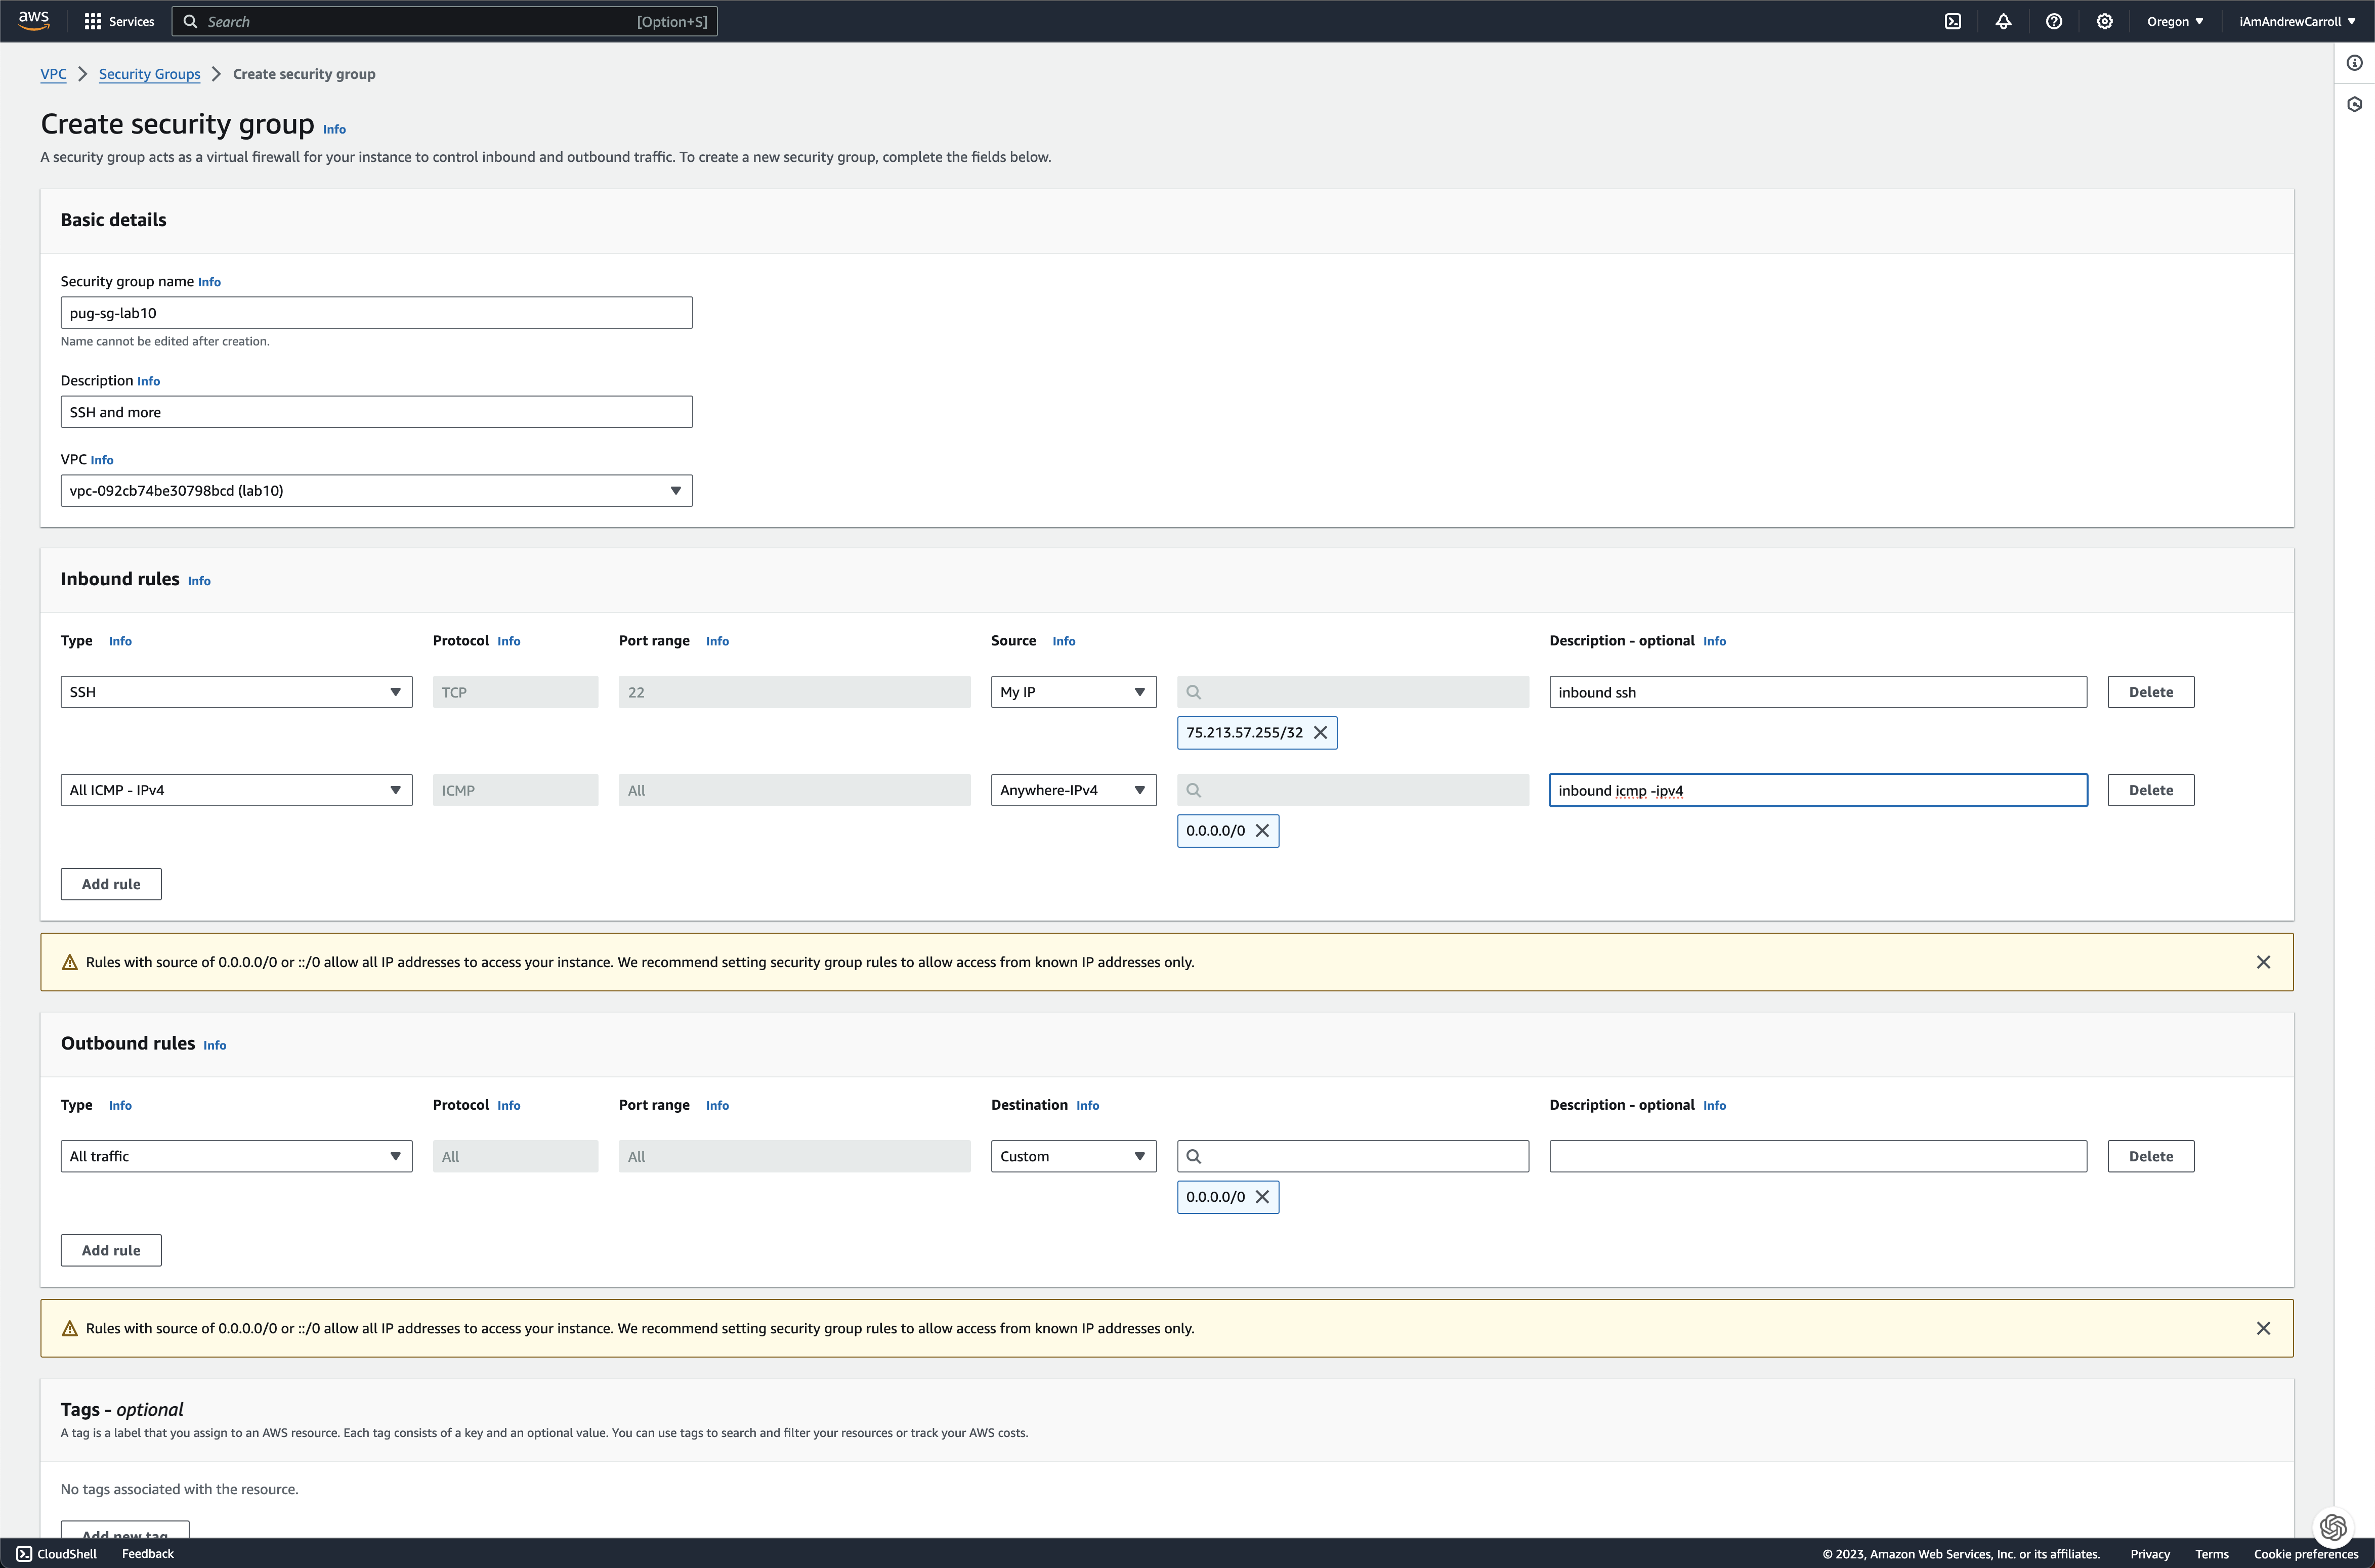 aws Services Search [Option+S] Oregon iAmAndrewCarroll
VPC Security Groups Create security group
Create security group Info
A security group acts as a virtual firewall for your instance to control inbound and outbound traffic. To create a new security group, complete the fields below.
Basic details
Security group name Info
pug-sg-lab10
Name cannot be edited after creation.
Description Info
SSH and more
VPC Info
vpc-092cb74be30798bcd (lab10)
Inbound rules Info
Type Info Protocol Info Port range Info Source Info Description - optional Info
SSH TCP 22 My IP inbound ssh Delete
75.213.57.255/32
All ICMP - IPv4 ICMP All Anywhere-IPv4 inbound icmp -ipv4 Delete
0.0.0.0/0
Add rule
Rules with source of 0.0.0.0/0 or ::/0 allow all IP addresses to access your instance. We recommend setting security group rules to allow access from known IP addresses only.
Outbound rules Info
Type Info Protocol Info Port range Info Destination Info Description - optional Info
All traffic All All Custom Delete
0.0.0.0/0
Add rule
Rules with source of 0.0.0.0/0 or ::/0 allow all IP addresses to access your instance. We recommend setting security group rules to allow access from known IP addresses only.
Tags - optional
A tag is a label that you assign to an AWS resource. Each tag consists of a key and an optional value. You can use tags to search and filter your resources or track your AWS costs.
No tags associated with the resource.
Add new tag
CloudShell Feedback © 2023, Amazon Web Services, Inc. or its affiliates. Privacy Terms Cookie preferences